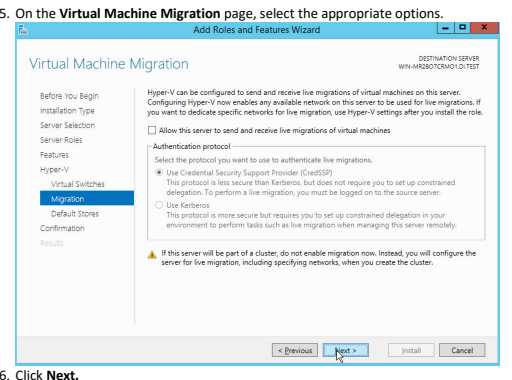 5. On the Virtual Machine Migration page, select the appropriate options.
Add Roles and Features Wizard
Virtual Machine Migration
DESTINATION SERVER
WIN-MR2BO7CRMO1.DI.TEST
Before You Begin
Installation Type
Server Selection
Server Roles
Features
Hyper-V
Virtual Switches
Migration
Default Stores
Confirmation
Results
Hyper-V can be configured to send and receive live migrations of virtual machines on this server.
Configuring Hyper-V now enables any available network on this server to be used for live migrations. If
you want to dedicate specific networks for live migration, use Hyper-V settings after you install the role.
Allow this server to send and receive live migrations of virtual machines
Authentication protocol
Select the protocol you want to use to authenticate live migrations.
Use Credential Security Support Provider (CredSSP)
This protocol is less secure than Kerberos, but does not require you to set up constrained
delegation. To perform a live migration, you must be logged on to the source server.
Use Kerberos
This protocol is more secure but requires you to set up constrained delegation in your
environment to perform tasks such as live migration when managing this server remotely.
If this server will be part of a cluster, do not enable migration now. Instead, you will configure the
server for live migration, including specifying networks, when you create the cluster.
< Previous
Next >
Install
Cancel
6. Click Next.